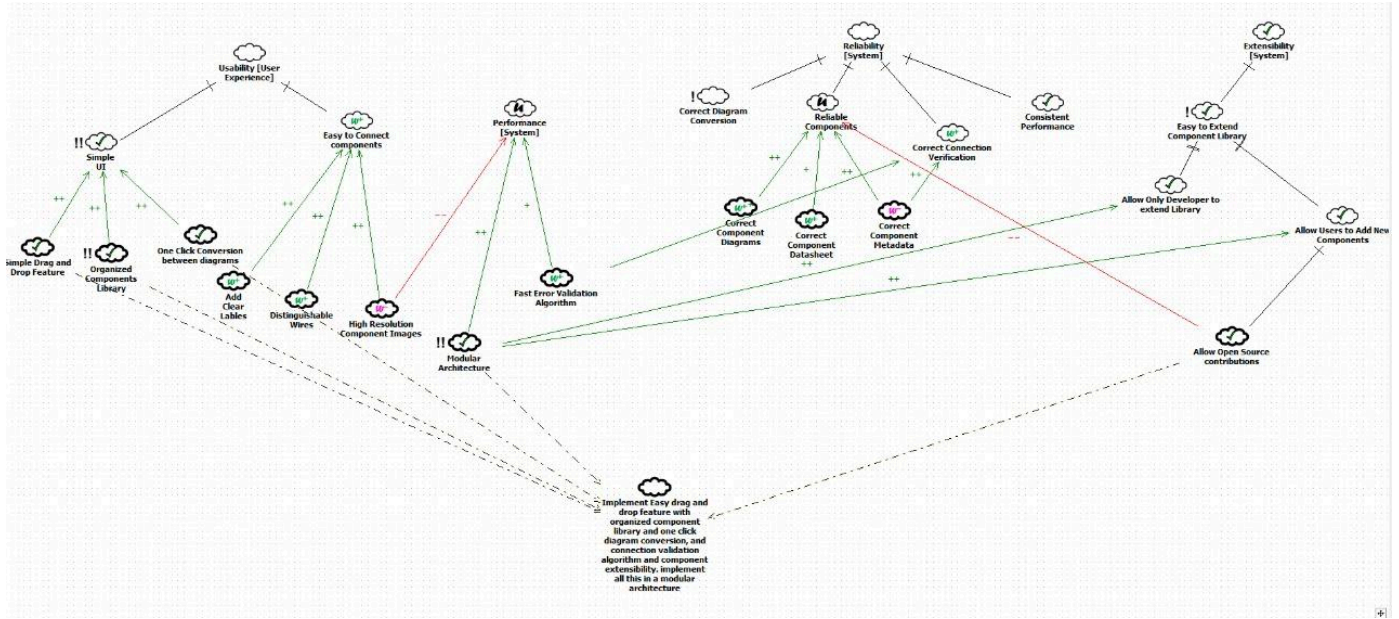 Usability [User
Experience]
Reliability
[System]
Extensibility
[System]
!
Correct Diagram
Conversion
Reliable
Components
Consistent
Performance
!
Easy to Extend
Component Library
Performance
[System]
Easy to Connect
components
Correct Connection
Verification
!!
Simple
UI
Allow Only Developer to
extend Library
Allow Users to Add New
Components
++
++
++
++
++
++
--
++
+
++
+
++
++
++
++
--
Simple Drag and
Drop Feature
!!
Organized
Components
Library
One Click Conversion
between diagrams
Add
Clear
Lables
Distinguishable
Wires
High Resolution
Component Images
Fast Error Validation
Algorithm
Correct
Component
Diagrams
Correct
Component
Datasheet
Correct
Component
Metadata
!!
Modular
Architecture
Allow Open Source
contributions
Implement Easy drag and
drop feature with
organized component
library and one click
diagram conversion, and
connection validation
algorithm and component
extensibility. implement
all this in a modular
architecture